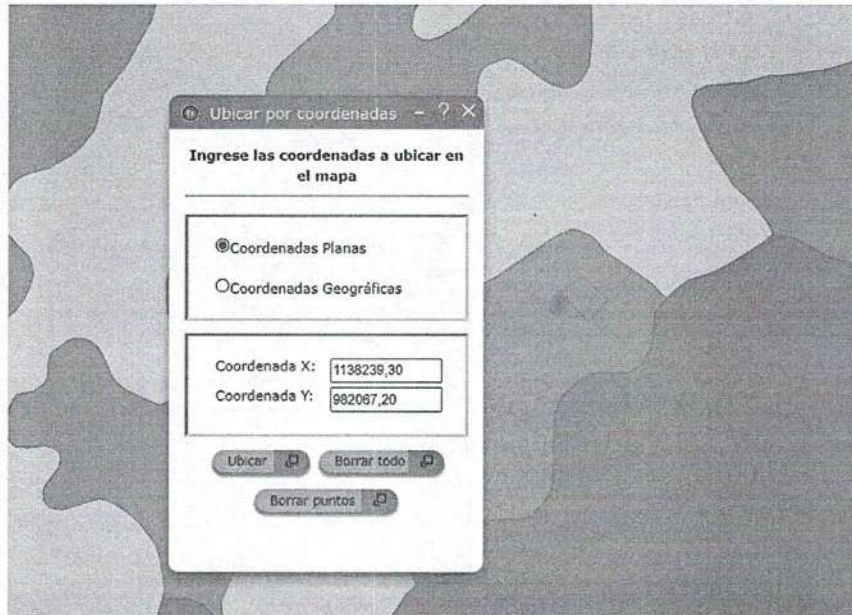 Ubicar por coordenadas – ? X
Ingrese las coordenadas a ubicar en
el mapa
Coordenadas Planas
Coordenadas Geográficas
Coordenada X: 1138239,30
Coordenada Y: 982067,20
Ubicar
Borrar todo
Borrar puntos